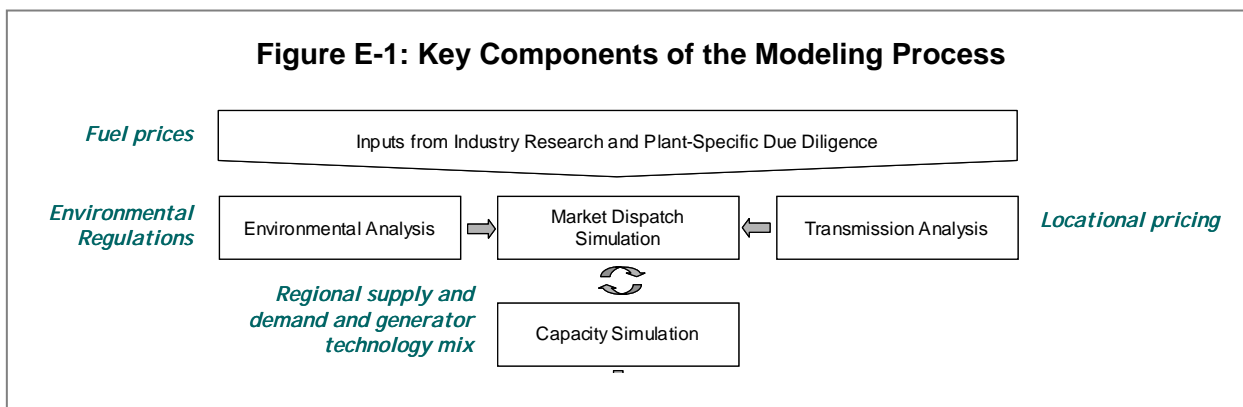 Figure E-1: Key Components of the Modeling Process
Fuel prices
Inputs from Industry Research and Plant-Specific Due Diligence
Environmental
Regulations
Environmental Analysis
Market Dispatch
Simulation
Transmission Analysis
Locational pricing
Regional supply and
demand and generator
technology mix
Capacity Simulation